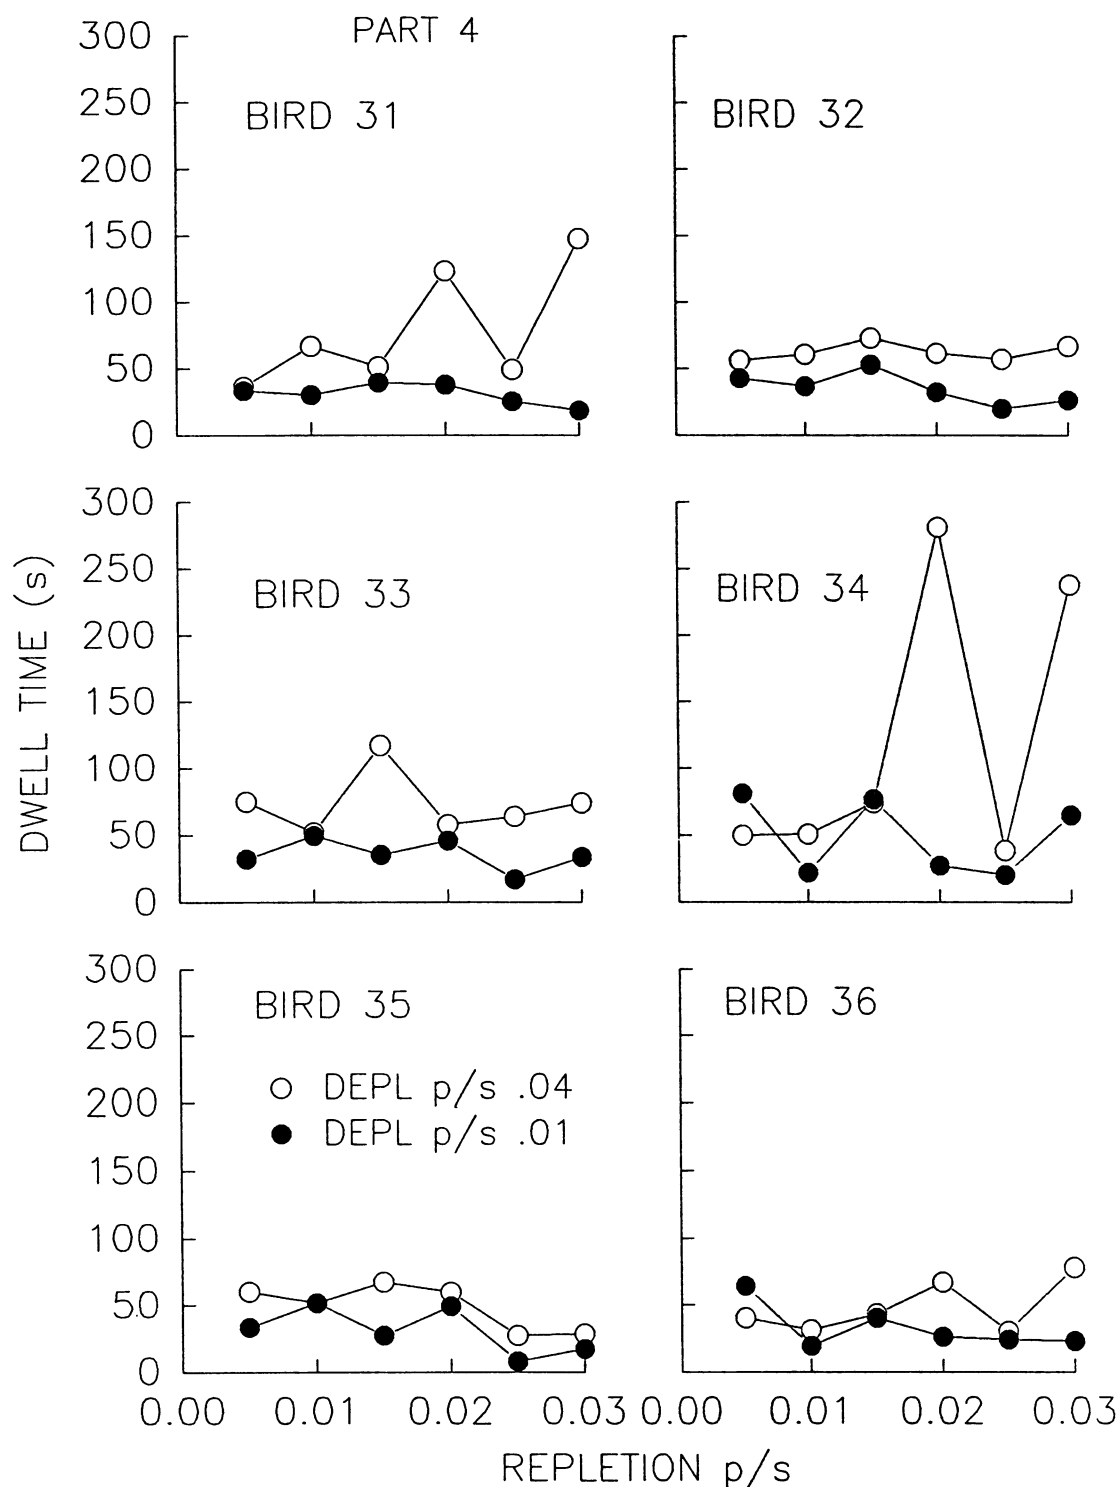 PART 4
300
250
200
150
100
50
0
BIRD 31
BIRD 32
300
250
200
150
100
50
0
BIRD 33
BIRD 34
DWELL TIME (s)
300
250
200
150
100
50
0
BIRD 35
DEPL p/s .04
DEPL p/s .01
BIRD 36
0.00 0.01 0.02 0.03 0.00 0.01 0.02 0.03
REPLETION p/s